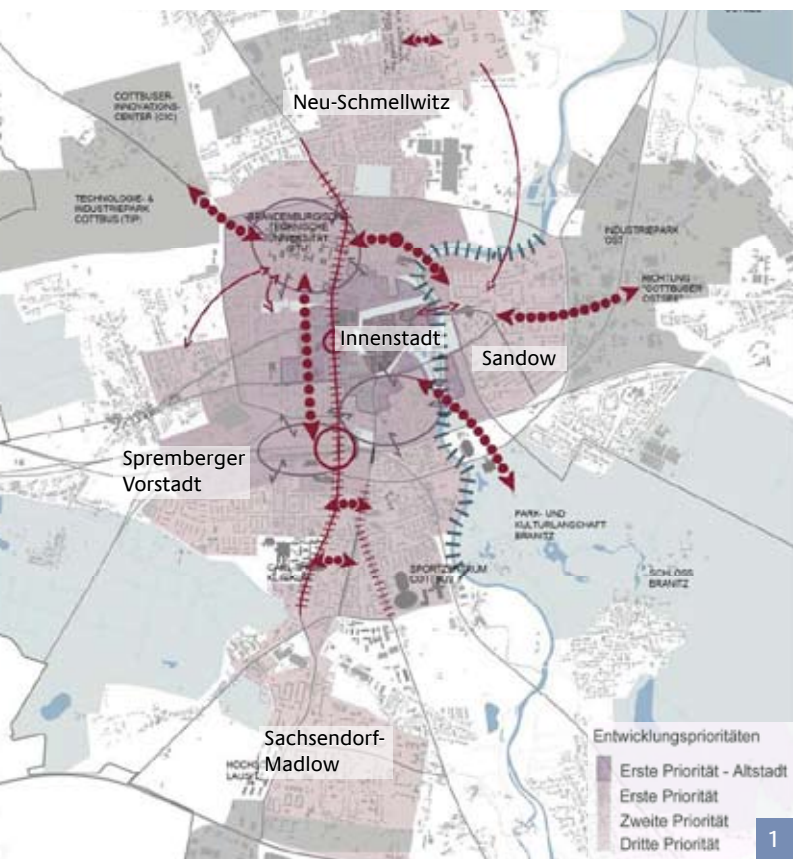 Neu-Schmellwitz
COTTBUSER-
INNOVATIONS-
CENTER (CIC)
TECHNOLOGIE- &
INDUSTRIEPARK
COTTBUS (TIP)
BRANDENBURGISCHE
TECHNISCHE
UNIVERSITÄT
(BTU)
INDUSTRIEPARK
OST
RICHTUNG
"COTTBUSER
OSTSEE"
Innenstadt
Sandow
Spremberger
Vorstadt
PARK- UND
KULTURLANDSCHAFT
BRANITZ
SCHLOSS
BRANITZ
SPORTZENTRUM
COTTBUS
Sachsendorf-
Madlow
Entwicklungsprioritäten
Erste Priorität - Altstadt
Erste Priorität
Zweite Priorität
Dritte Priorität
1